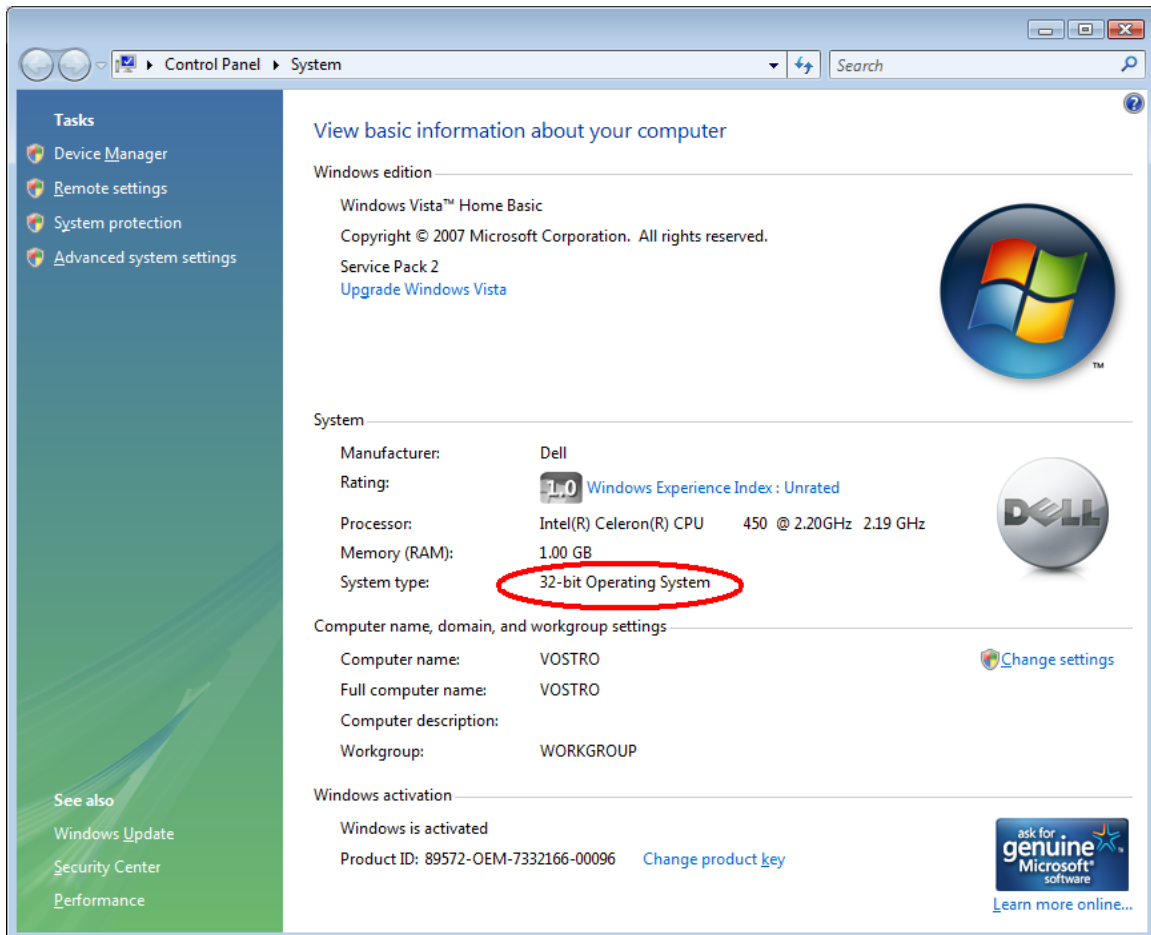 Control Panel System
Search
Tasks
Device Manager
Remote settings
System protection
Advanced system settings
See also
Windows Update
Security Center
Performance
View basic information about your computer
Windows edition
Windows Vista™ Home Basic
Copyright © 2007 Microsoft Corporation. All rights reserved.
Service Pack 2
Upgrade Windows Vista
TM
System
Manufacturer: Dell
Rating: 1,0 Windows Experience Index : Unrated
Processor: Intel(R) Celeron(R) CPU 450 @ 2.20GHz 2.19 GHz
Memory (RAM): 1.00 GB
System type: 32-bit Operating System
DELL
Computer name, domain, and workgroup settings
Computer name: VOSTRO
Change settings
Full computer name: VOSTRO
Computer description:
Workgroup: WORKGROUP
Windows activation
Windows is activated
Product ID: 89572-OEM-7332166-00096 Change product key
ask for
genuine
Microsoft®
software
Learn more online...